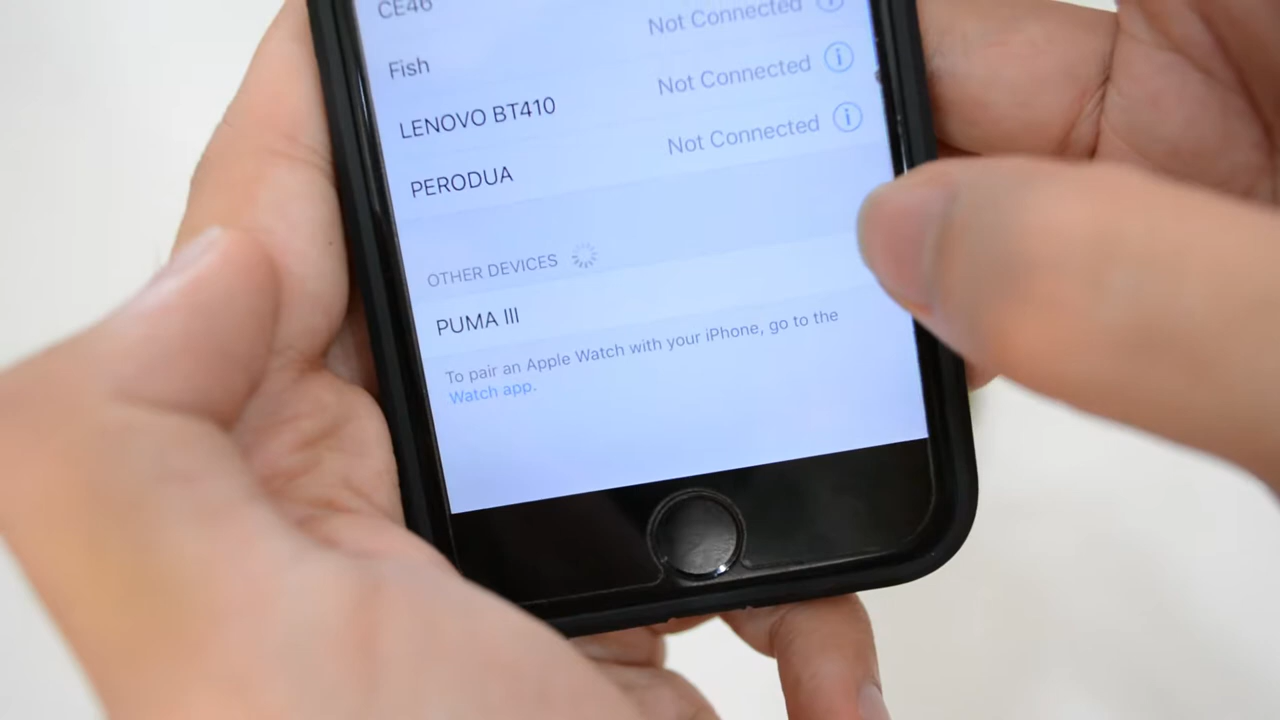 CE46
Not Connected
Fish
Not Connected
LENOVO BT410
Not Connected
PERODUA
OTHER DEVICES
PUMA III
To pair an Apple Watch with your iPhone, go to the
Watch app.